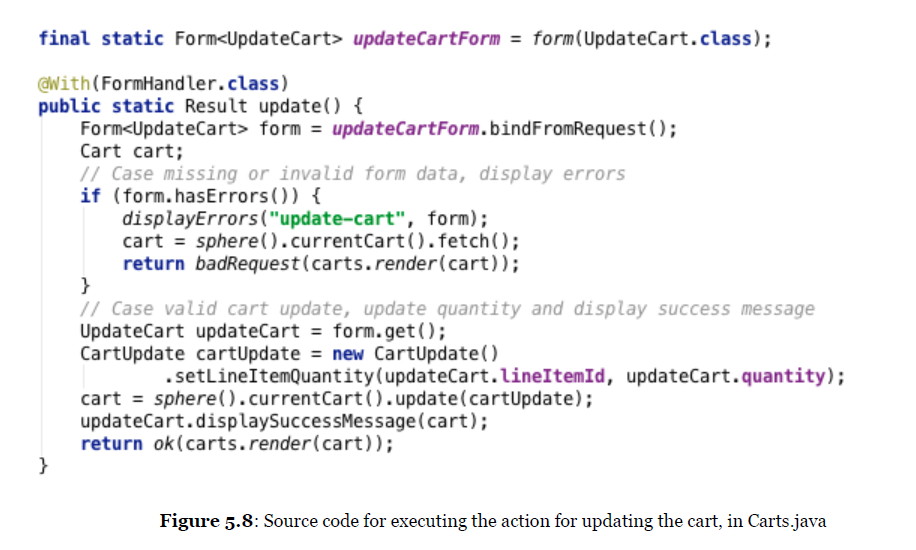 final static Form<UpdateCart> updateCartForm = form(UpdateCart.class);

@With(FormHandler.class)
public static Result update() {
    Form<UpdateCart> form = updateCartForm.bindFromRequest();
    Cart cart;
    // Case missing or invalid form data, display errors
    if (form.hasErrors()) {
        displayErrors("update-cart", form);
        cart = sphere().currentCart().fetch();
        return badRequest(carts.render(cart));
    }
    // Case valid cart update, update quantity and display success message
    UpdateCart updateCart = form.get();
    CartUpdate cartUpdate = new CartUpdate()
            .setLineItemQuantity(updateCart.lineItemId, updateCart.quantity);
    cart = sphere().currentCart().update(cartUpdate);
    updateCart.displaySuccessMessage(cart);
    return ok(carts.render(cart));
}
Figure 5.8: Source code for executing the action for updating the cart, in Carts.java